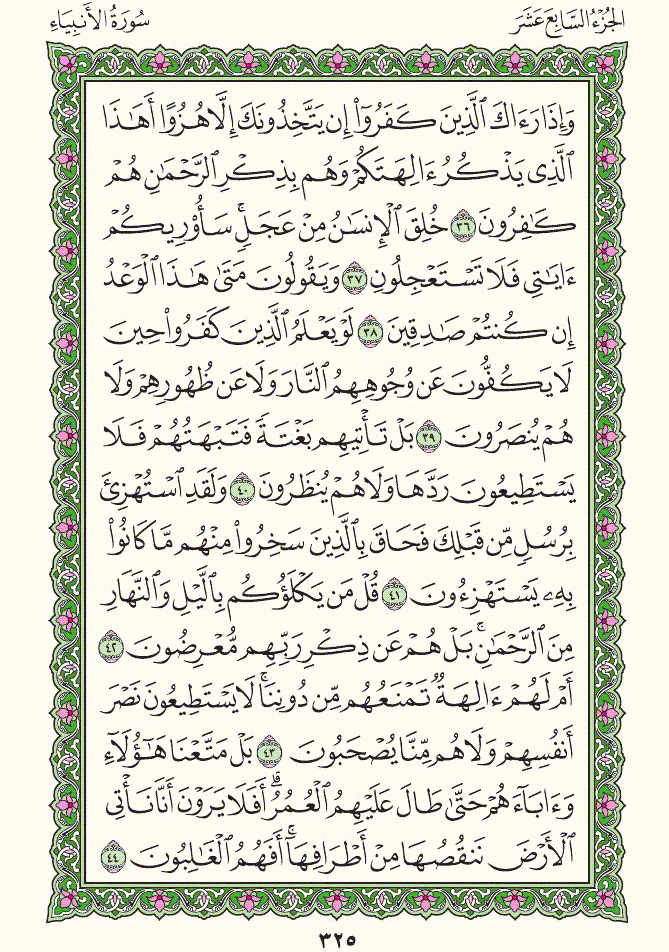 الجزء السابع عشر
سورة الأنبياء
وَإِذَا رَءَاكَ ٱلَّذِينَ كَفَرُوٓا۟ إِن يَتَّخِذُونَكَ إِلَّا هُزُوًا أَهَـٰذَا
ٱلَّذِى يَذْكُرُ ءَالِهَتَكُمْ وَهُم بِذِكْرِ ٱلرَّحْمَـٰنِ هُمْ
كَـٰفِرُونَ ٣٦ خُلِقَ ٱلْإِنسَـٰنُ مِنْ عَجَلٍۢ ۚ سَأُو۟رِيكُمْ
ءَايَـٰتِى فَلَا تَسْتَعْجِلُونِ ٣٧ وَيَقُولُونَ مَتَىٰ هَـٰذَا ٱلْوَعْدُ
إِن كُنتُمْ صَـٰدِقِينَ ٣٨ لَوْ يَعْلَمُ ٱلَّذِينَ كَفَرُوا۟ حِينَ
لَا يَكُفُّونَ عَن وُجُوهِهِمُ ٱلنَّارَ وَلَا عَن ظُهُورِهِمْ وَلَا
هُمْ يُنصَرُونَ ٣٩ بَلْ تَأْتِيهِم بَغْتَةًۭ فَتَبْهَتُهُمْ فَلَا
يَسْتَطِيعُونَ رَدَّهَا وَلَا هُمْ يُنظَرُونَ ٤٠ وَلَقَدِ ٱسْتُهْزِئَ
بِرُسُلٍۢ مِّن قَبْلِكَ فَحَاقَ بِٱلَّذِينَ سَخِرُوا۟ مِنْهُم مَّا كَانُوا۟
بِهِۦ يَسْتَهْزِءُونَ ٤١ قُلْ مَن يَكْلَؤُكُم بِٱلَّيْلِ وَٱلنَّهَارِ
مِنَ ٱلرَّحْمَـٰنِ ۗ بَلْ هُمْ عَن ذِكْرِ رَبِّهِم مُّعْرِضُونَ ٤٢
أَمْ لَهُمْ ءَالِهَةٌۭ تَمْنَعُهُم مِّن دُونِنَا ۚ لَا يَسْتَطِيعُونَ نَصْرَ
أَنفُسِهِمْ وَلَا هُم مِّنَّا يُصْحَبُونَ ٤٣ بَلْ مَتَّعْنَا هَـٰٓؤُلَآءِ
وَءَابَآءَهُمْ حَتَّىٰ طَالَ عَلَيْهِمُ ٱلْعُمُرُ ۗ أَفَلَا يَرَوْنَ أَنَّا نَأْتِى
ٱلْأَرْضَ نَنقُصُهَا مِنْ أَطْرَافِهَآ ۚ أَفَهُمُ ٱلْغَـٰلِبُونَ ٤٤
٣٢٥